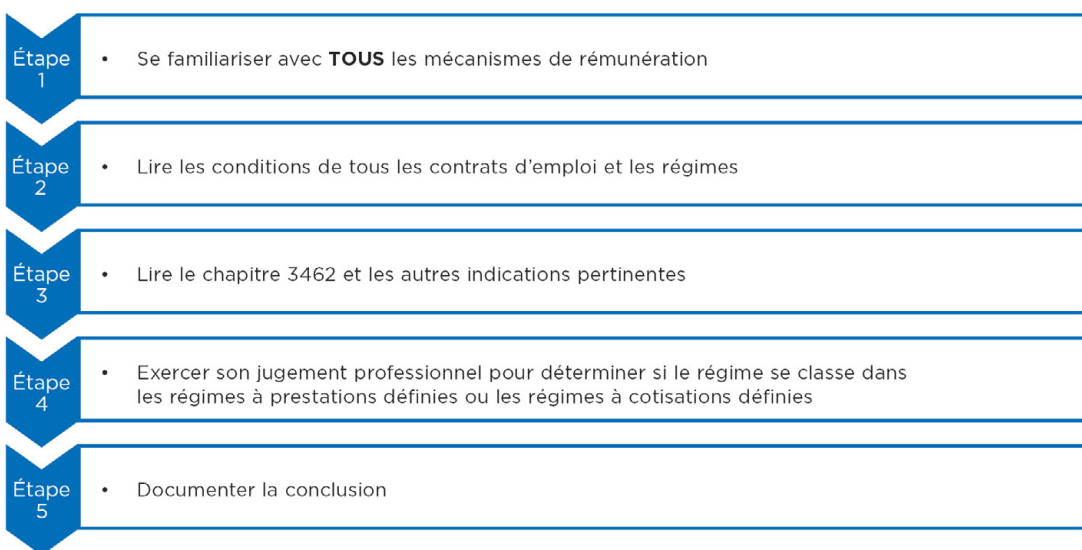 Étape
1
• Se familiariser avec TOUS les mécanismes de rémunération
Étape
2
• Lire les conditions de tous les contrats d'emploi et les régimes
Étape
3
• Lire le chapitre 3462 et les autres indications pertinentes
Étape
4
• Exercer son jugement professionnel pour déterminer si le régime se classe dans
les régimes à prestations définies ou les régimes à cotisations définies
Étape
5
• Documenter la conclusion